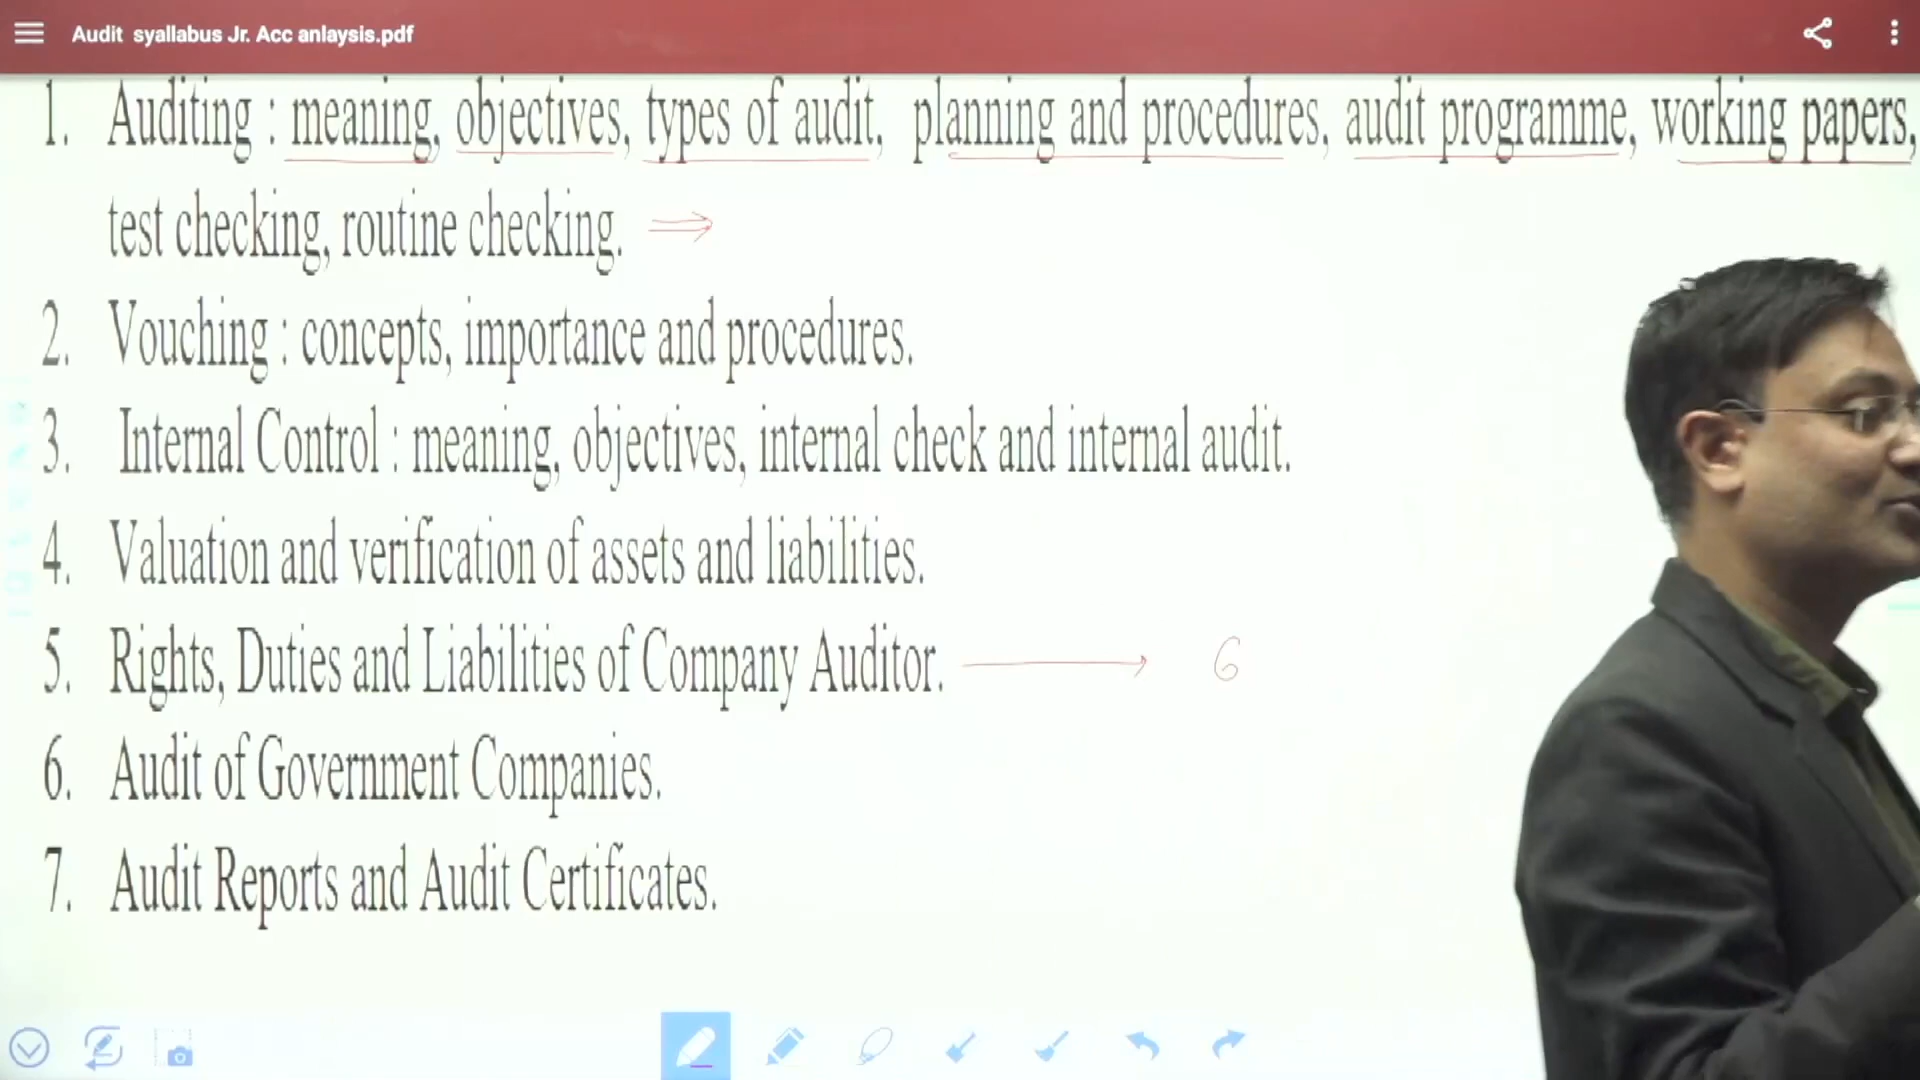 Audit syallabus Jr. Acc anlaysis.pdf
1. Auditing : meaning, objectives, types of audit, planning and procedures, audit programme, working papers,
test checking, routine checking.
2. Vouching : concepts, importance and procedures.
3. Internal Control : meaning, objectives, internal check and internal audit.
4. Valuation and verification of assets and liabilities.
5. Rights, Duties and Liabilities of Company Auditor. → 6
6. Audit of Government Companies.
7. Audit Reports and Audit Certificates.